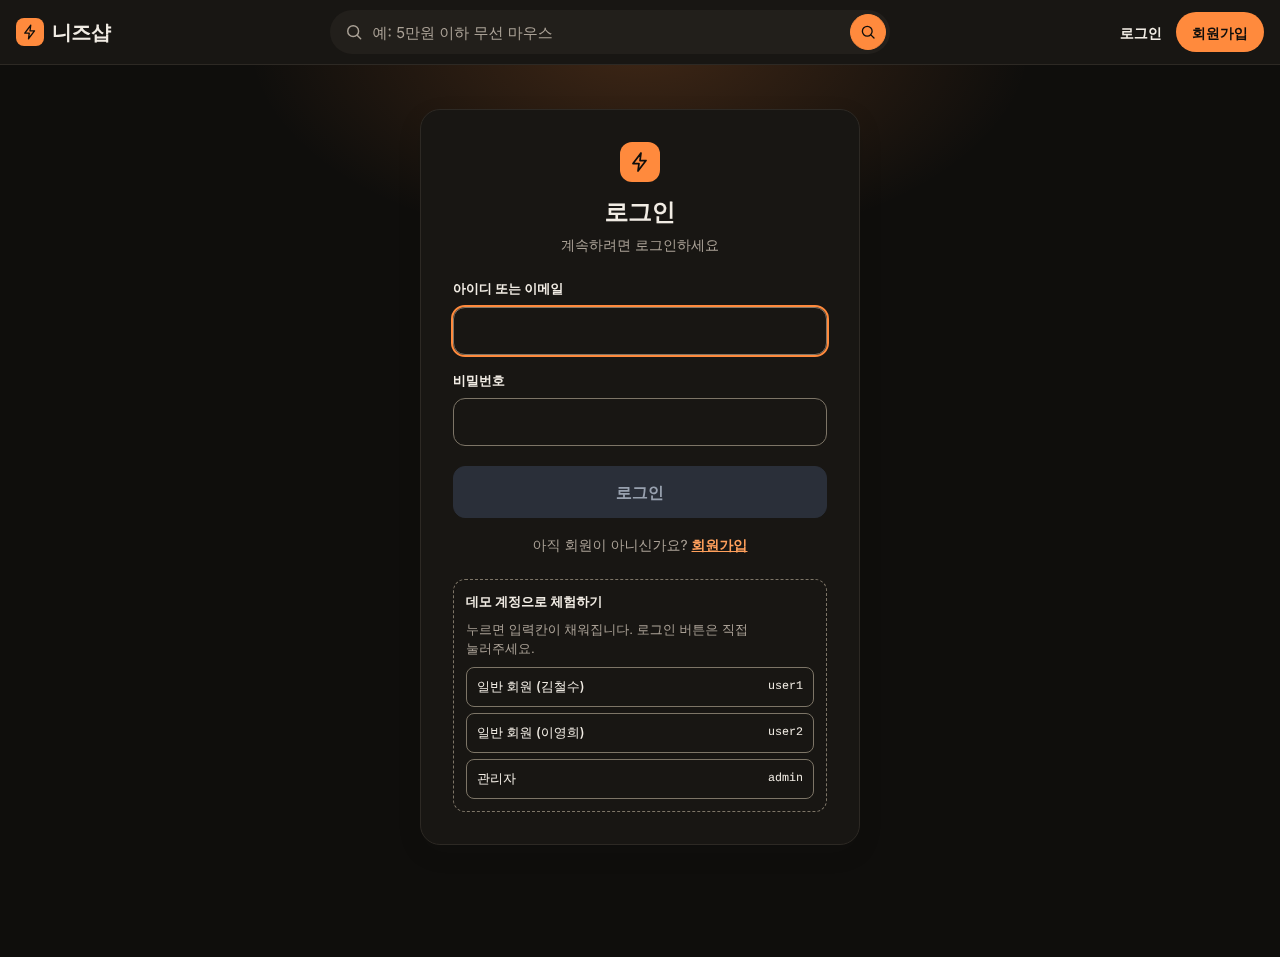 니즈샵
예: 5만원 이하 무선 마우스
로그인
회원가입
로그인
계속하려면 로그인하세요
아이디 또는 이메일
비밀번호
로그인
아직 회원이 아니신가요? 회원가입
데모 계정으로 체험하기
누르면 입력칸이 채워집니다. 로그인 버튼은 직접
눌러주세요.
일반 회원 (김철수) user1
일반 회원 (이영희) user2
관리자 admin